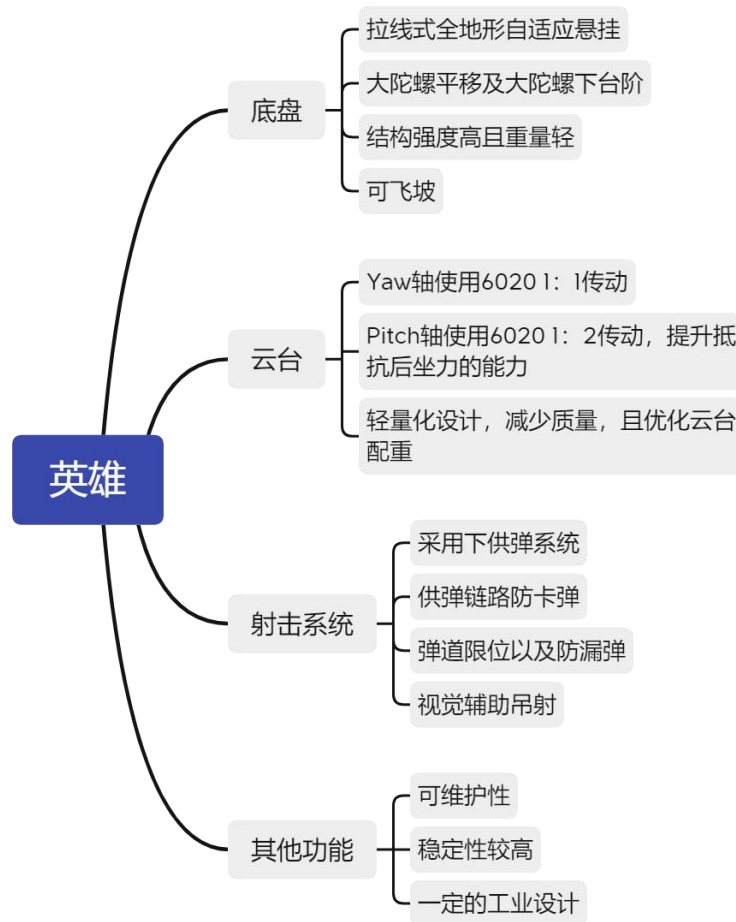 英雄
底盘
拉线式全地形自适应悬挂
大陀螺平移及大陀螺下台阶
结构强度高且重量轻
可飞坡
云台
Yaw轴使用6020 1：1传动
Pitch轴使用6020 1：2传动，提升抵
抗后坐力的能力
轻量化设计，减少质量，且优化云台
配重
射击系统
采用下供弹系统
供弹链路防卡弹
弹道限位以及防漏弹
视觉辅助吊射
其他功能
可维护性
稳定性较高
一定的工业设计